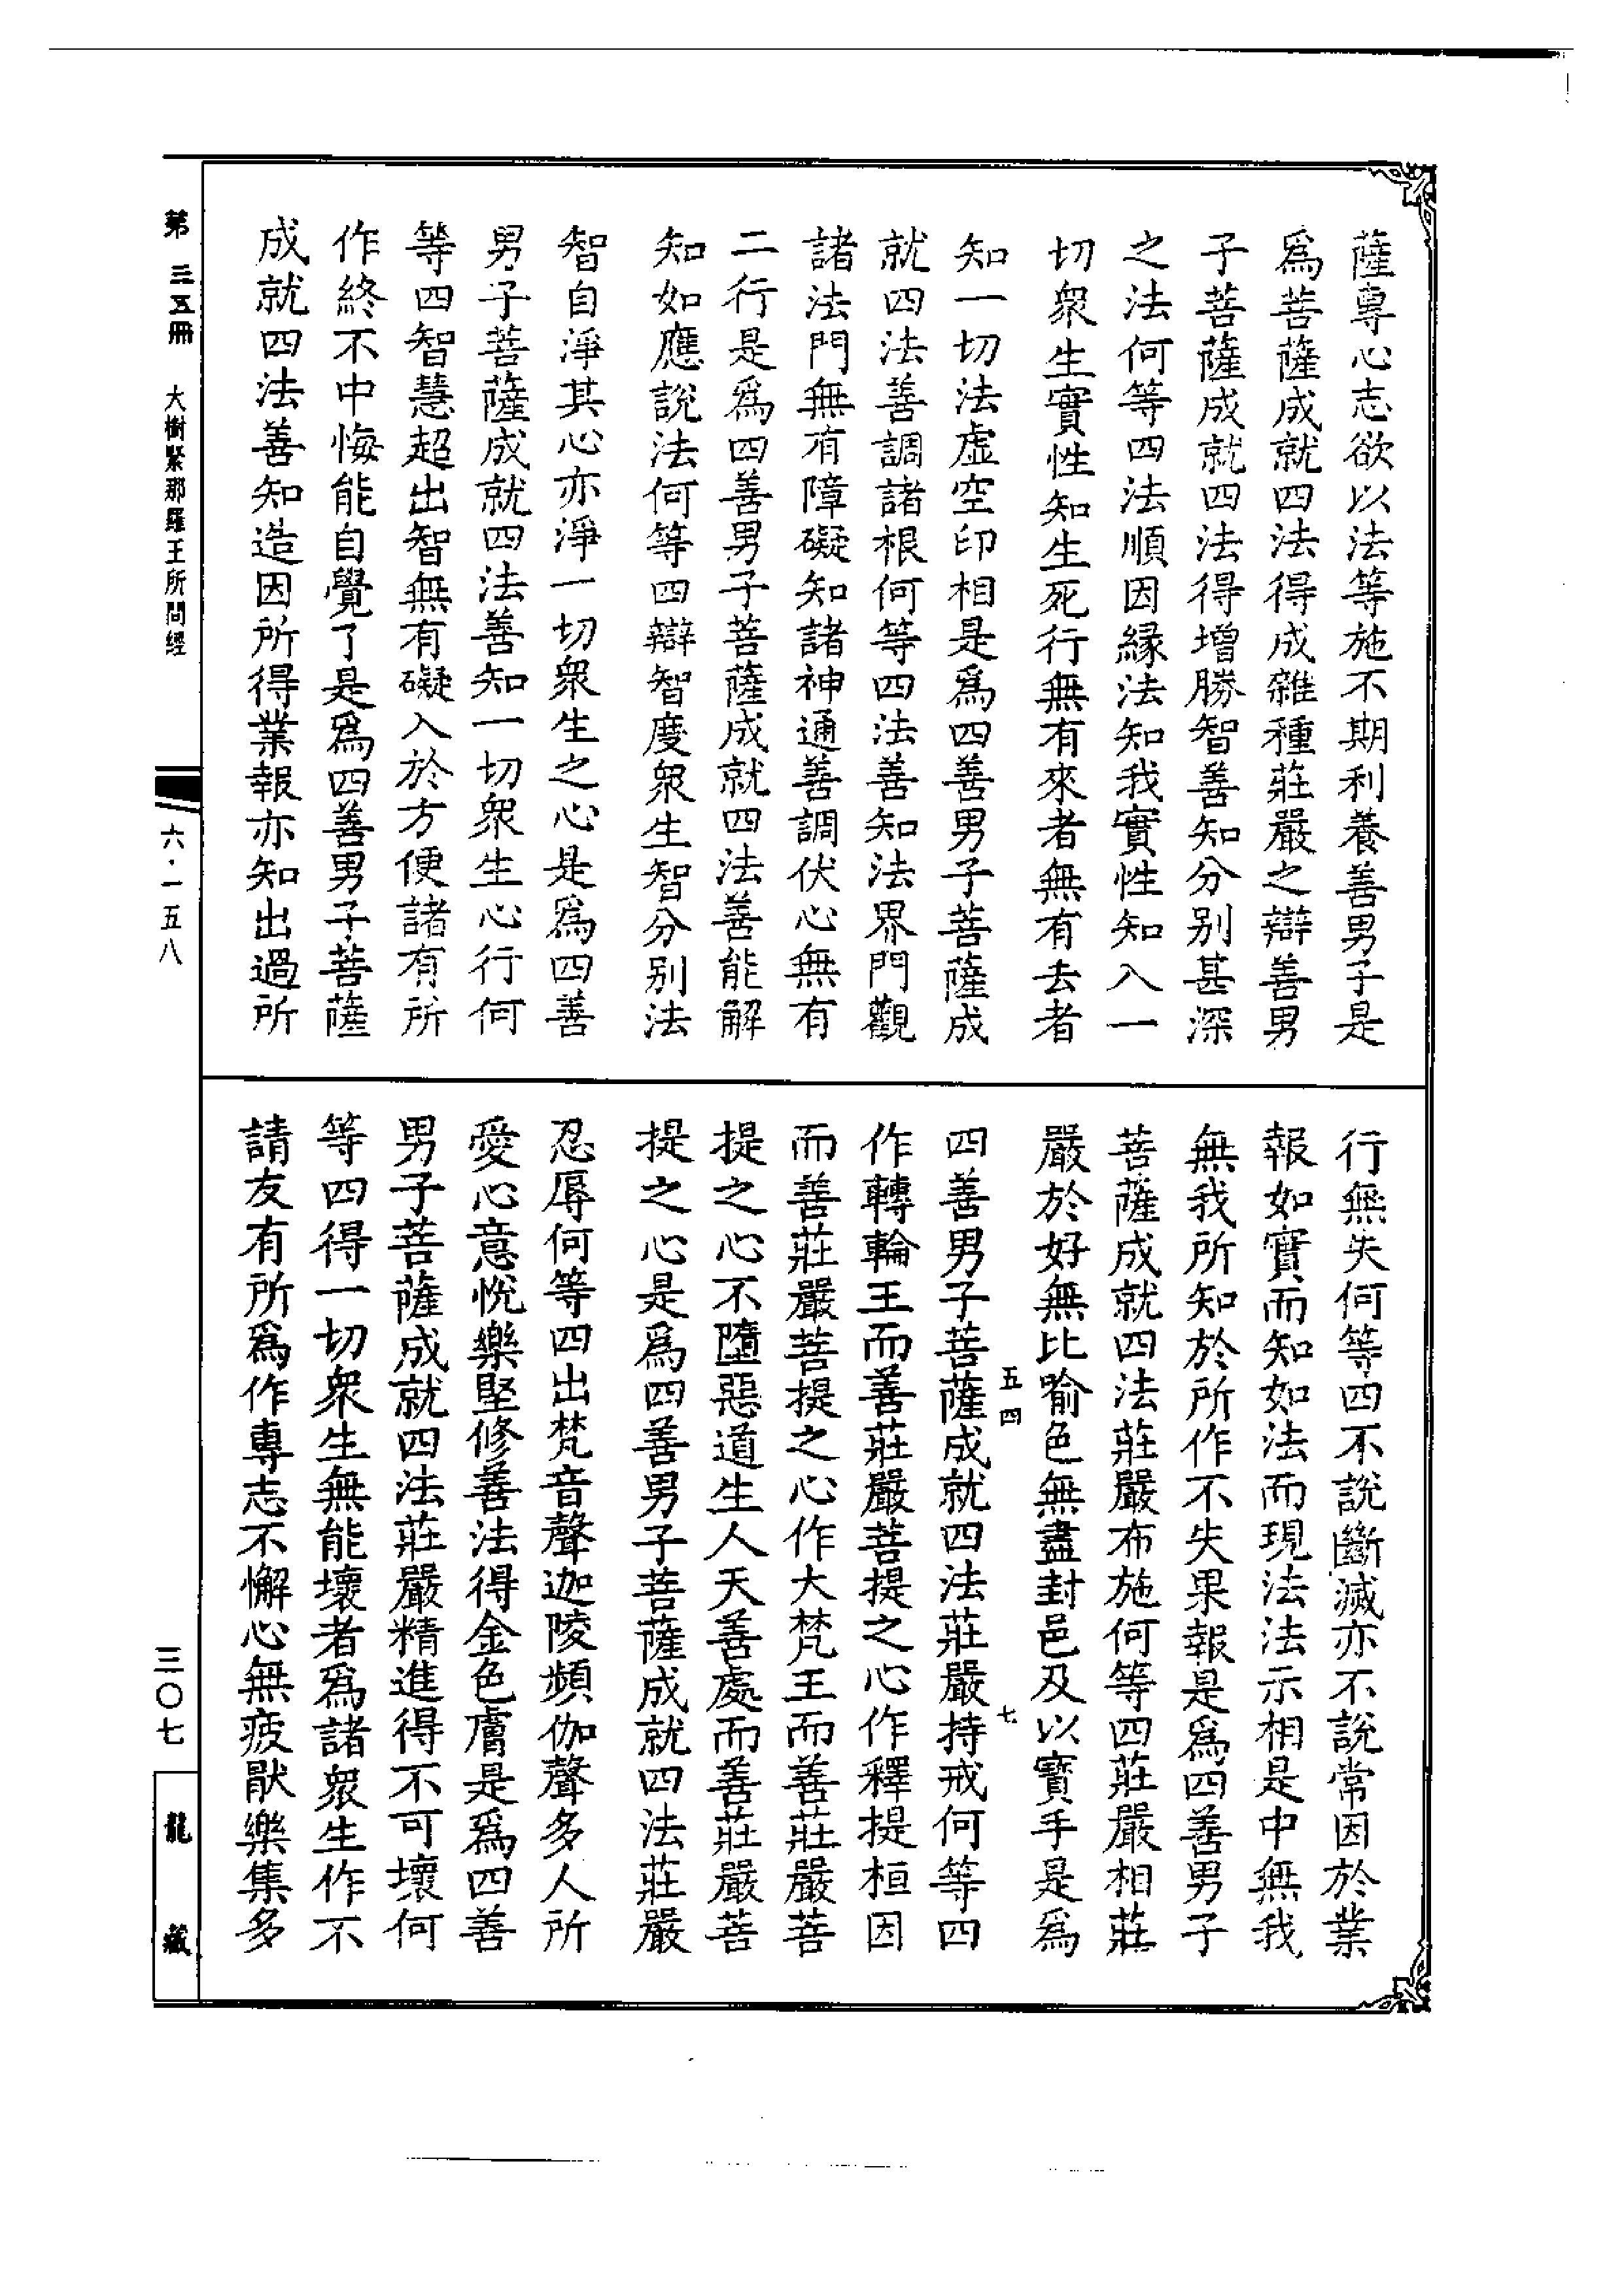 薩專心志欲以法等施不期利養善男子是
爲菩薩成就四法得成雜種莊嚴之辯善男
子菩薩成就四法得增勝智善知分别甚深
之法何等四法順因緣法知我實性知入一
切衆生實性知生死行無有來者無有去者
知一切法虛空印相是爲四善男子菩薩成
就四法善調諸根何等四法善知法界門觀
諸法門無有障礙知諸神通善調伏心無有
二行是爲四善男子菩薩成就四法善能解
知如應說法何等四辯智度衆生智分别法
智自淨其心亦淨一切衆生之心是爲四善
男子菩薩成就四法善知一切衆生心行何
等四智慧超出智無有礙入於方便諸有所
作終不中悔能自覺了是爲四善男子菩薩
成就四法善知造因所得業報亦知出過所
行無失何等四不說斷滅亦不說常因於業
報如實而知如法而現法法示相是中無我
無我所知於所作不失果報是爲四善男子
菩薩成就四法莊嚴布施何等四莊嚴相莊
嚴於好無比喻色無盡封邑及以寶手是爲
五四 七
四善男子菩薩成就四法莊嚴持戒何等四
作轉輪王而善莊嚴菩提之心作釋提桓因
而善莊嚴菩提之心作大梵王而善莊嚴菩
提之心不墮惡道生人天善處而善莊嚴菩
提之心是爲四善男子菩薩成就四法莊嚴
忍辱何等四出梵音聲迦陵頻伽聲多人所
愛心意悅樂堅修善法得金色膚是爲四善
男子菩薩成就四法莊嚴精進得不可壞何
等四得一切衆生無能壞者爲諸衆生作不
請友有所爲作專志不懈心無疲猒樂集多
第三五冊 大樹緊那羅王所問經
六·一五八
三〇七
龍藏